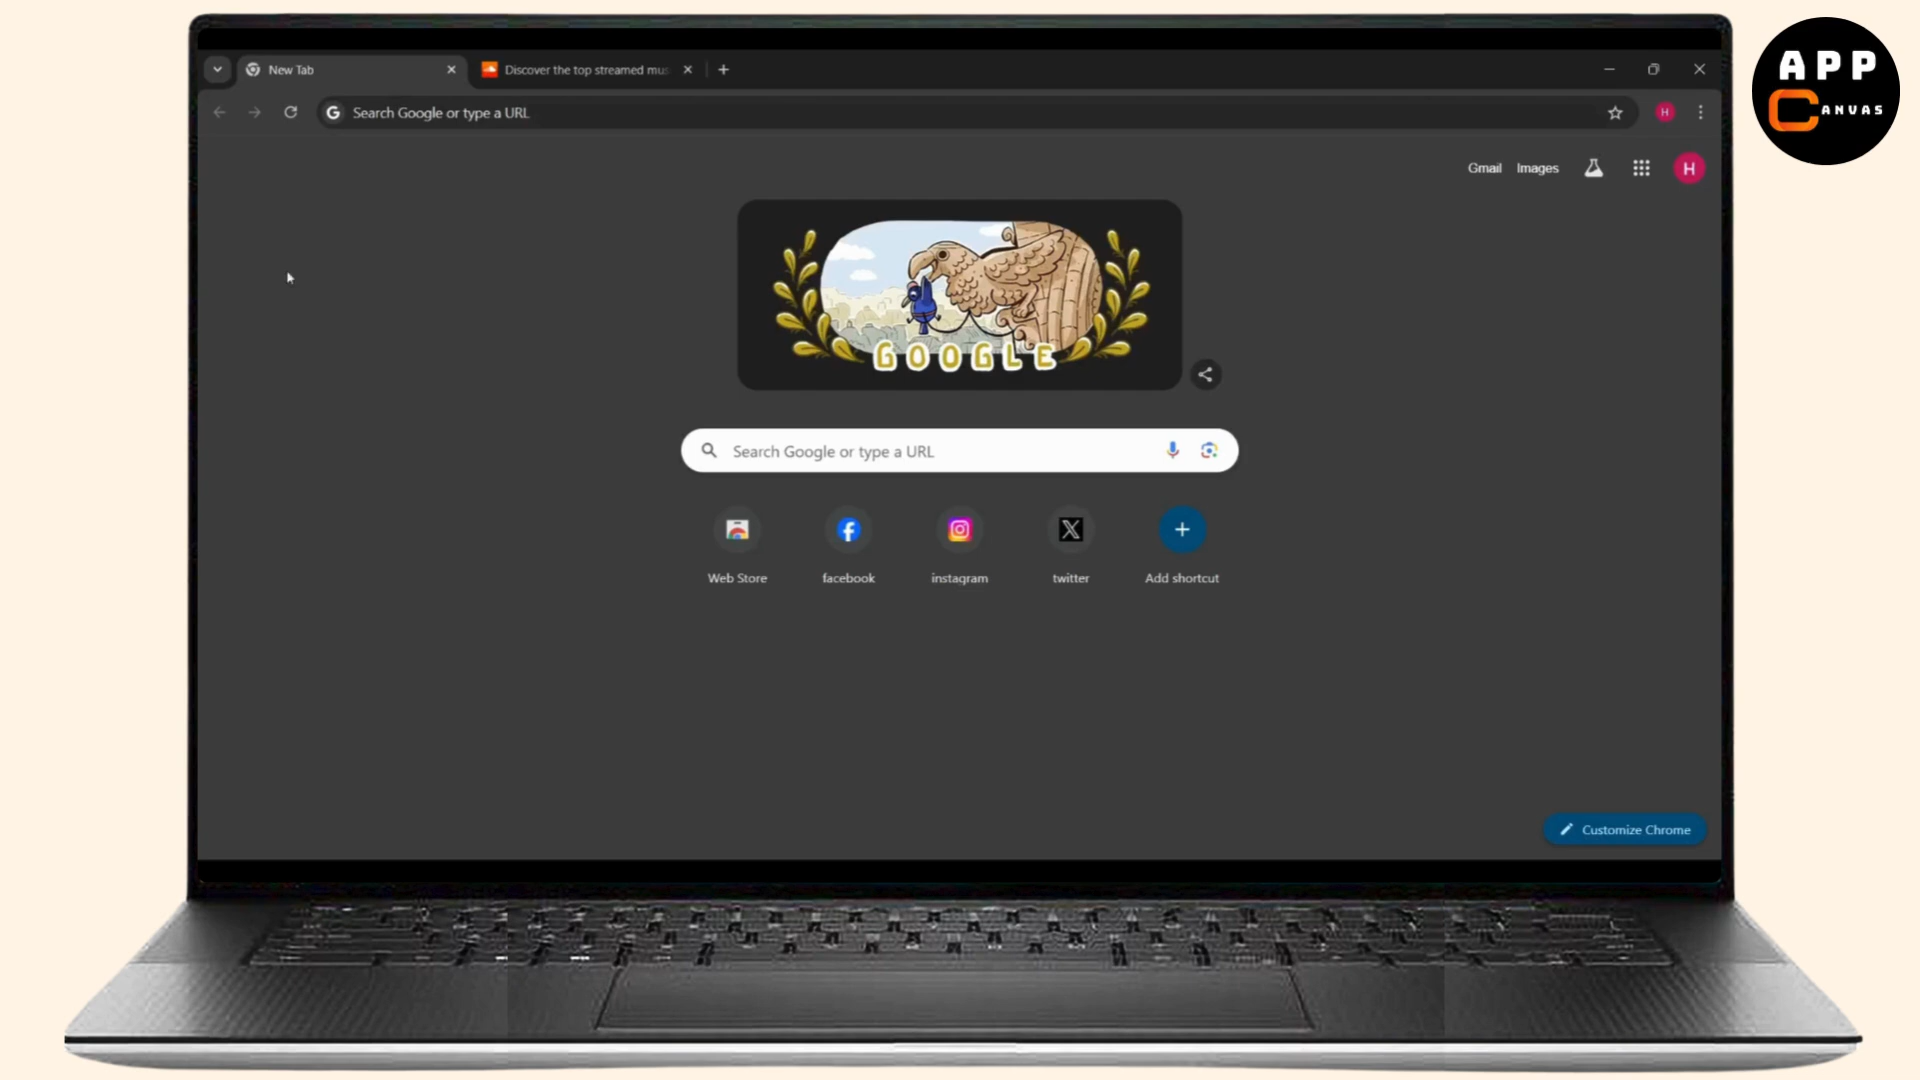 New Tab
Discover the top streamed mus
Search Google or type a URL
H
Gmail
Images
H
GOOGLE
Search Google or type a URL
Web Store
facebook
instagram
twitter
Add shortcut
Customize Chrome
APP
CANVAS